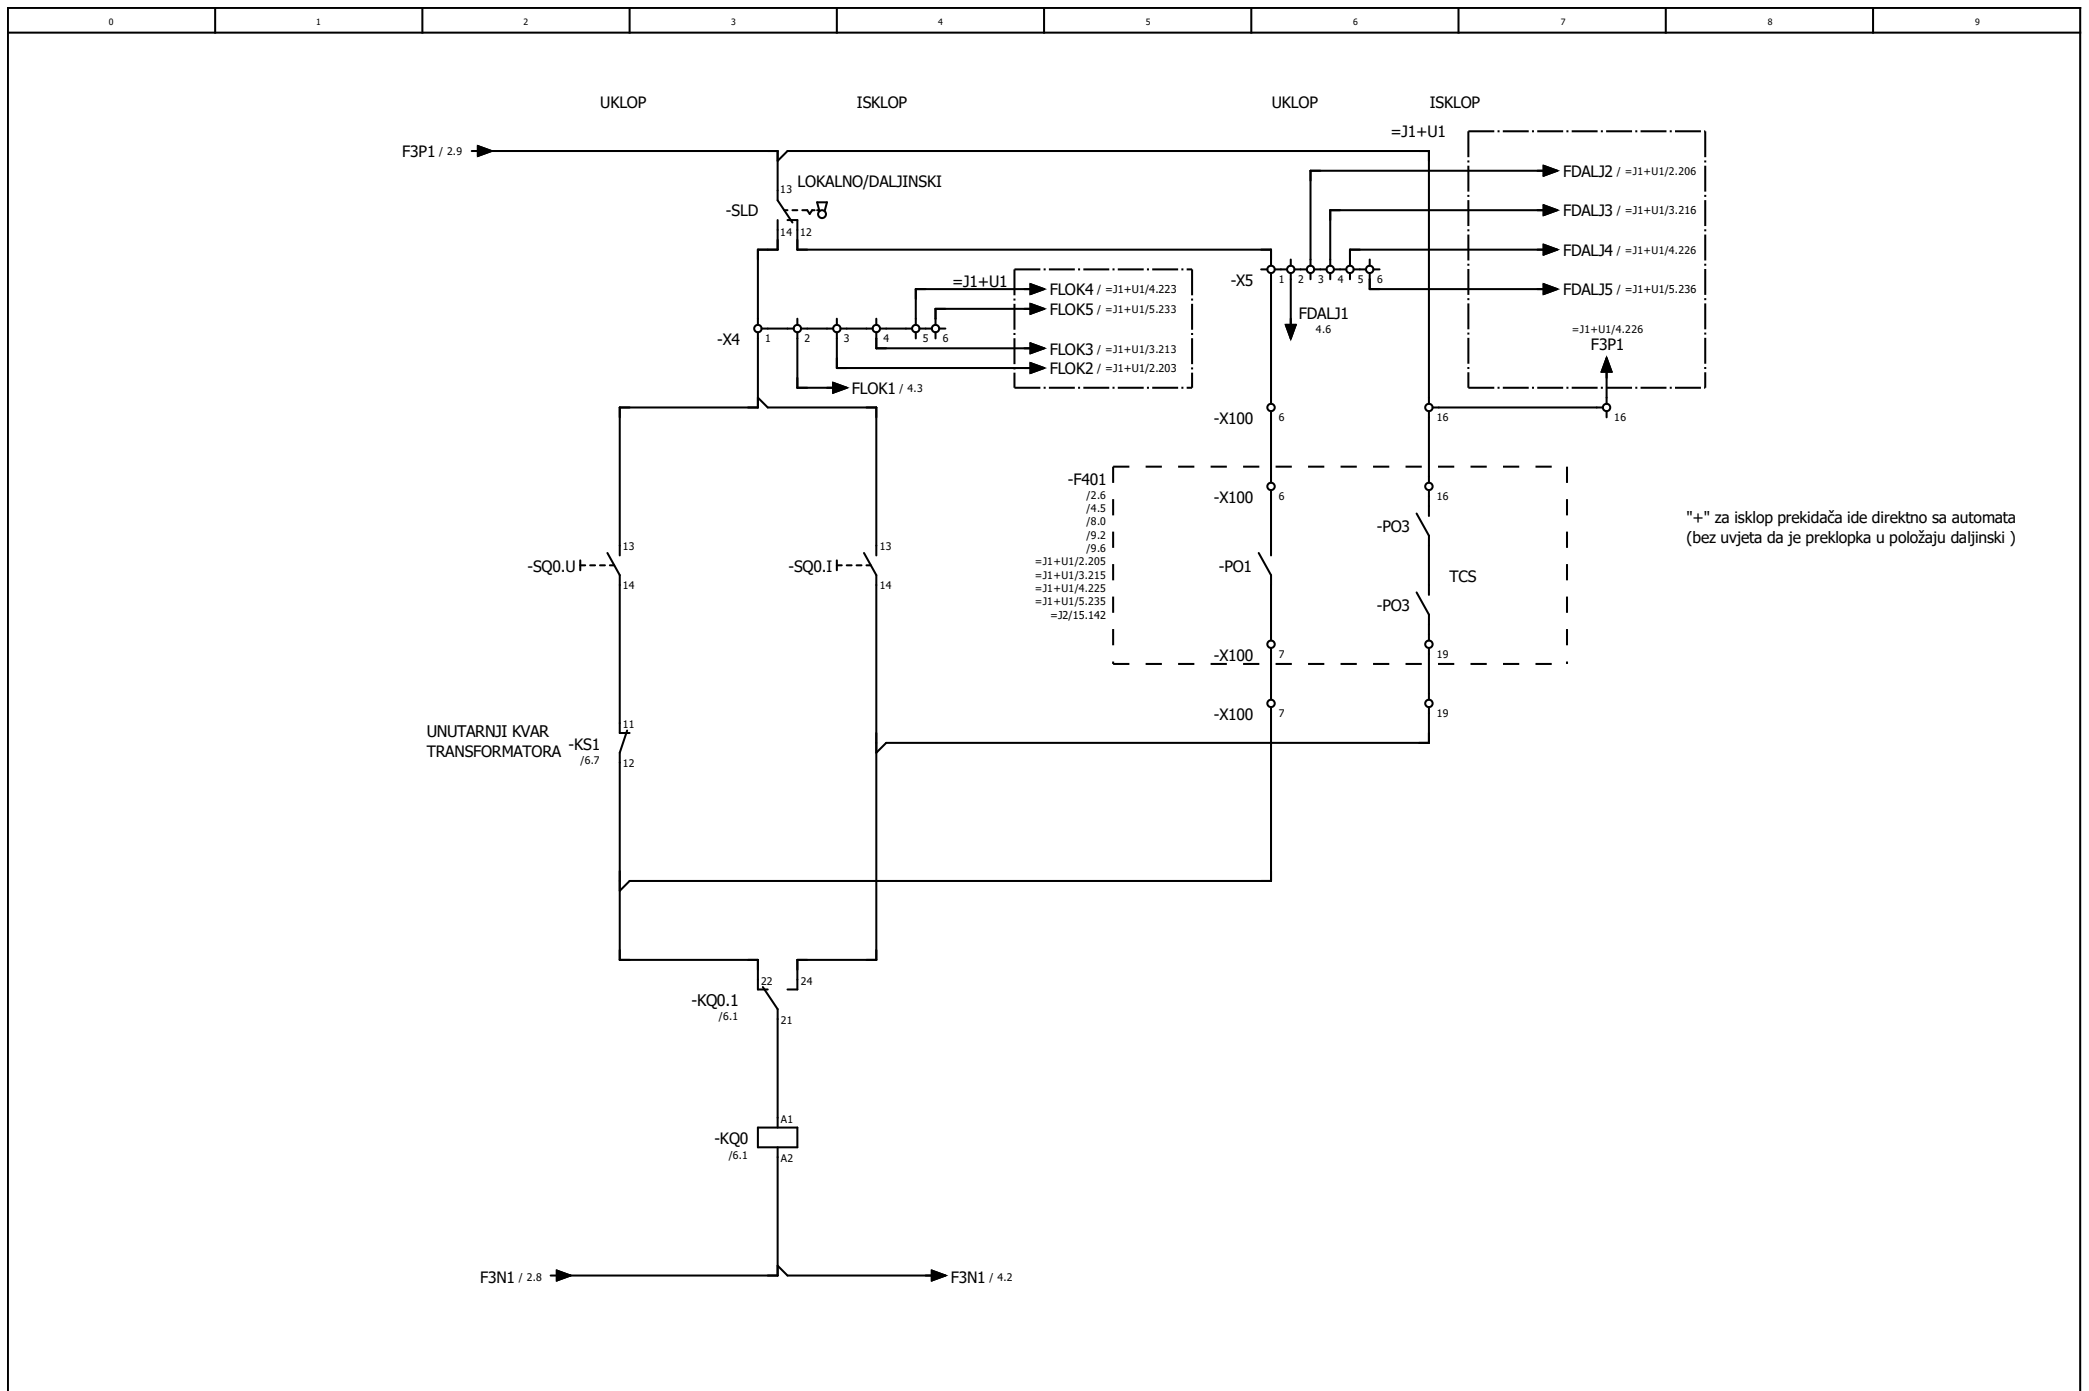 0 1 2 3 4 5 6 7 8 9
UKLOP ISKLOP UKLOP ISKLOP
=J1+U1
F3P1 / 2.9
FDALJ2 / =J1+U1/2.206
13 LOKALNO/DALJINSKI
-SLD
FDALJ3 / =J1+U1/3.216
14 12
FDALJ4 / =J1+U1/4.226
-X5 1 2 3 4 5 6
=J1+U1
FLOK4 / =J1+U1/4.223
FDALJ5 / =J1+U1/5.236
FLOK5 / =J1+U1/5.233
FDALJ1
4.6
=J1+U1/4.226
F3P1
-X4 1 2 3 4 5 6
FLOK3 / =J1+U1/3.213
FLOK2 / =J1+U1/2.203
FLOK1 / 4.3
-X100 6 16 16
-F401
/2.6
/4.5
/8.0
/9.2
/9.6
=J1+U1/2.205
=J1+U1/3.215
=J1+U1/4.225
=J1+U1/5.235
=J2/15.142
-X100 6 16
-PO3
"+" za isklop prekidača ide direktno sa automata
(bez uvjeta da je preklopka u položaju daljinski )
13 13
-SQ0.U -SQ0.I -PO1
14 14
TCS
-PO3
-X100 7 19
-X100 7 19
UNUTARNJI KVAR
TRANSFORMATORA
11
-KS1
/6.7
12
22 24
-KQ0.1
/6.1
21
A1
-KQ0
/6.1
A2
F3N1 / 2.8 F3N1 / 4.2